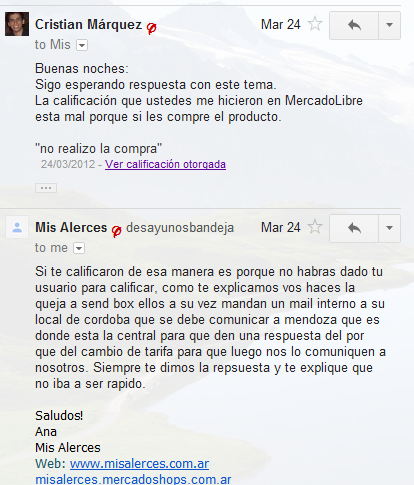 Cristian Márquez Mar 24
to Mis
Buenas noches:
Sigo esperando respuesta con este tema.
La calificación que ustedes me hicieron en MercadoLibre
esta mal porque si les compre el producto.
"no realizo la compra"
24/03/2012 - Ver calificación otorgada
Mis Alerces desayunosbandeja Mar 24
to me
Si te calificaron de esa manera es porque no habras dado tu
usuario para calificar, como te explicamos vos haces la
queja a send box ellos a su vez mandan un mail interno a su
local de cordoba que se debe comunicar a mendoza que es
donde esta la central para que den una respuesta del por
que del cambio de tarifa para que luego nos lo comuniquen a
nosotros. Siempre te dimos la repsuesta y te explique que
no iba a ser rapido.
Saludos!
Ana
Mis Alerces
Web: www.misalerces.com.ar
misalerces.mercadoshops.com.ar